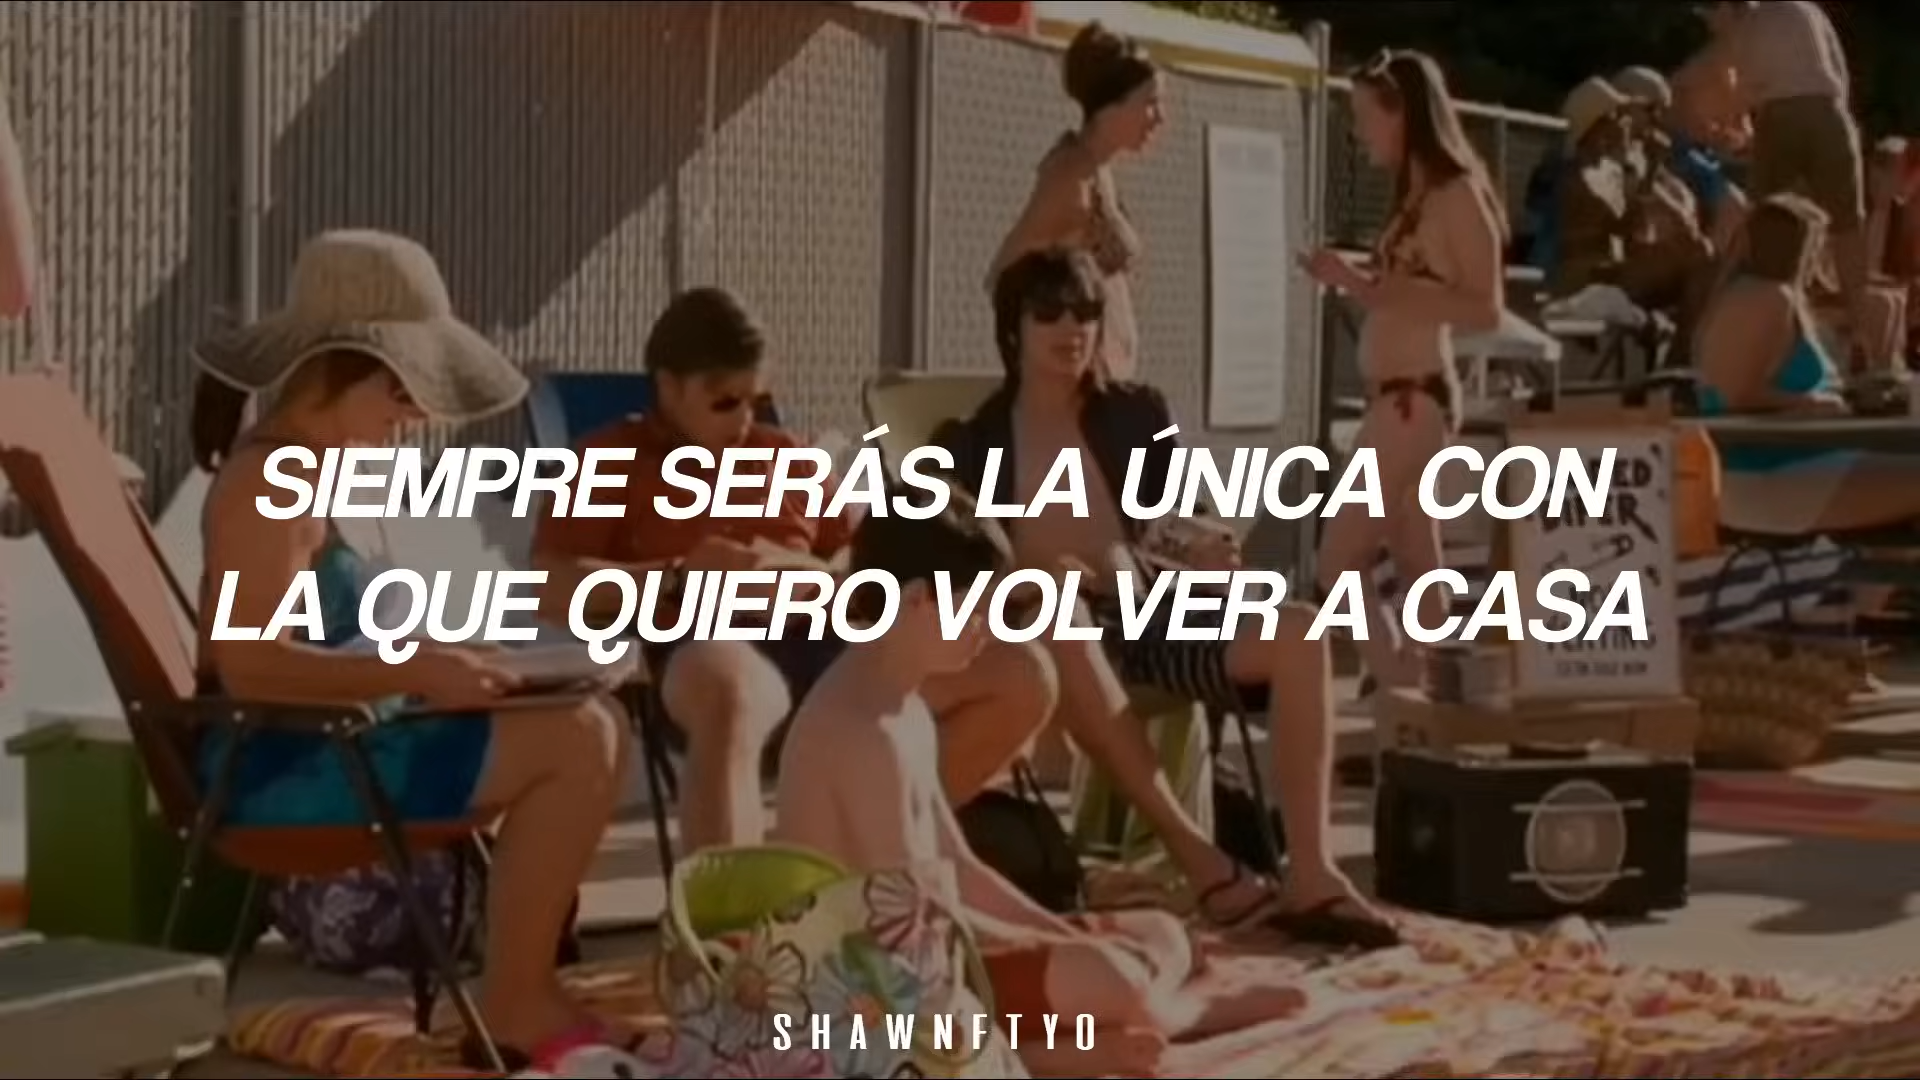 SIEMPRE SERÁS LA ÚNICA CON
LA QUE QUIERO VOLVER A CASA
SHAWNFTYO